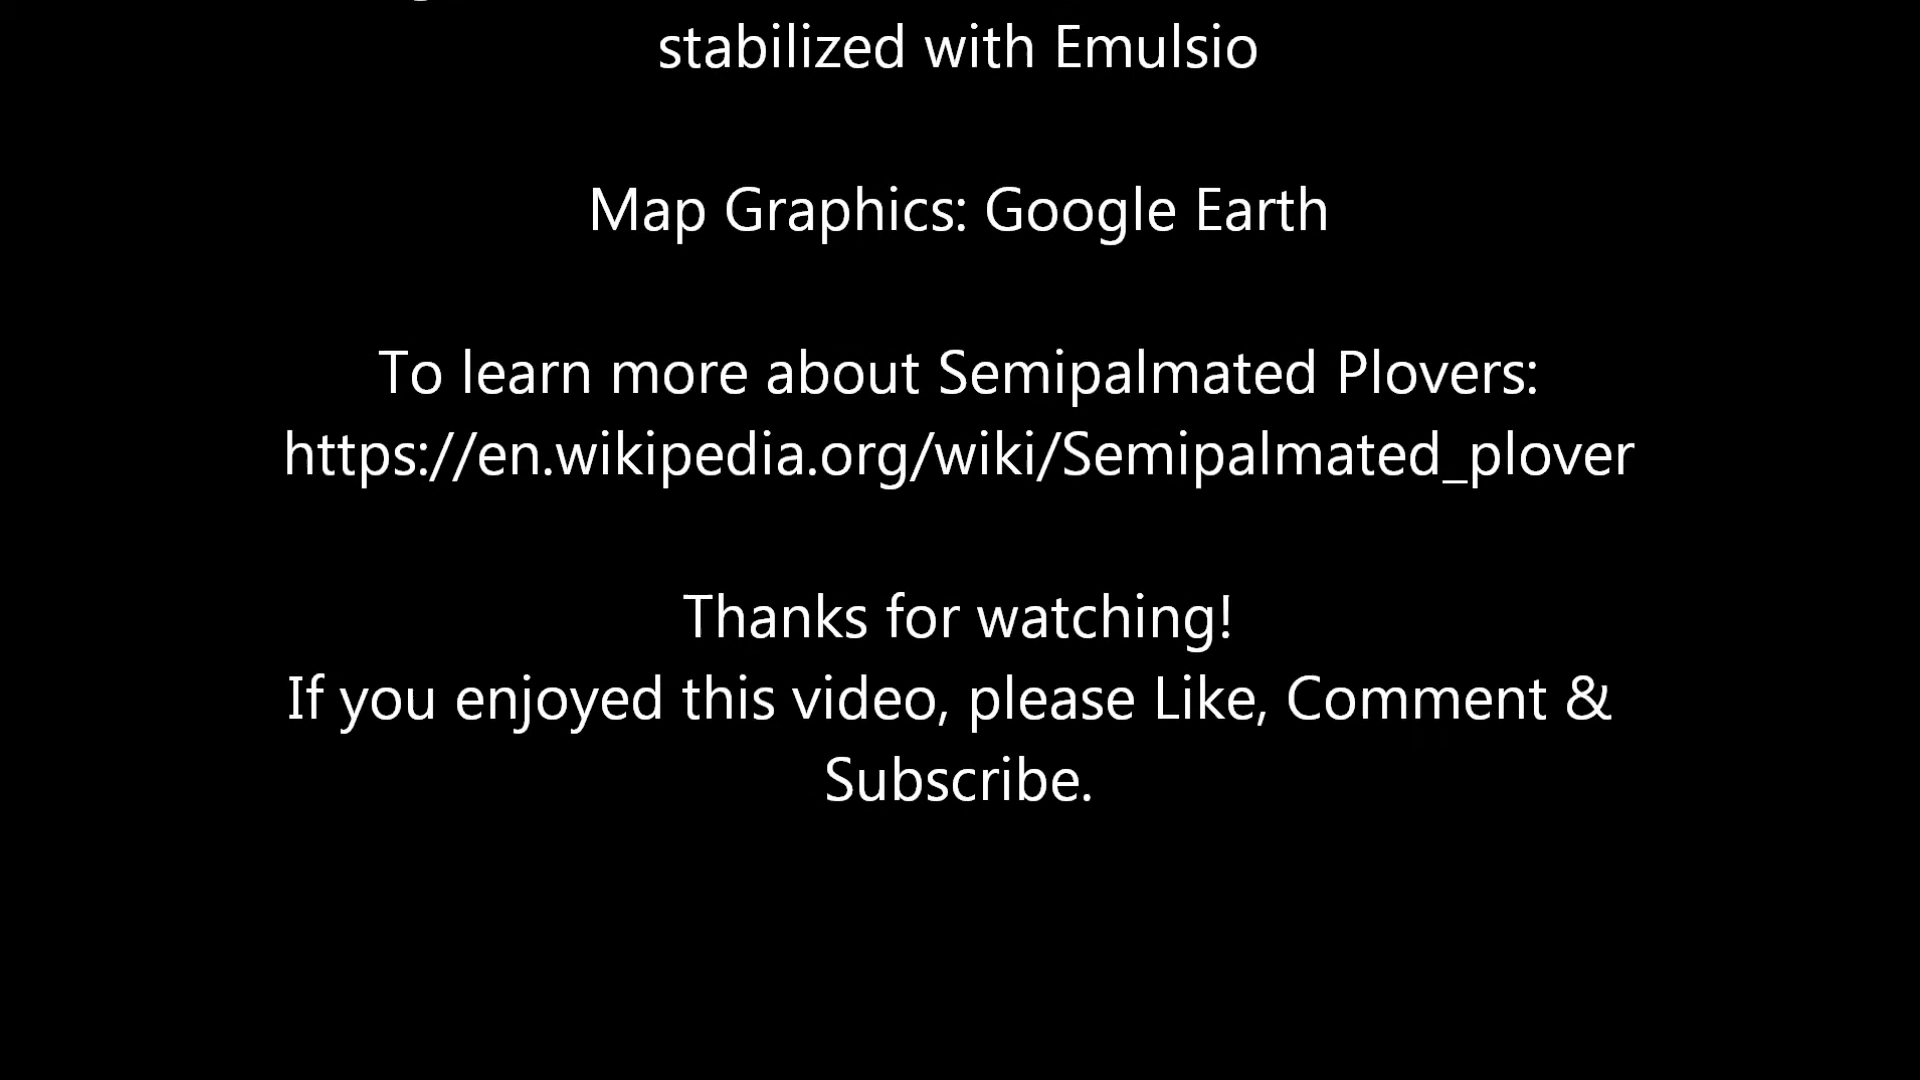 stabilized with Emulsio
Map Graphics: Google Earth
To learn more about Semipalmated Plovers:
https://en.wikipedia.org/wiki/Semipalmated_plover
Thanks for watching!
If you enjoyed this video, please Like, Comment &
Subscribe.